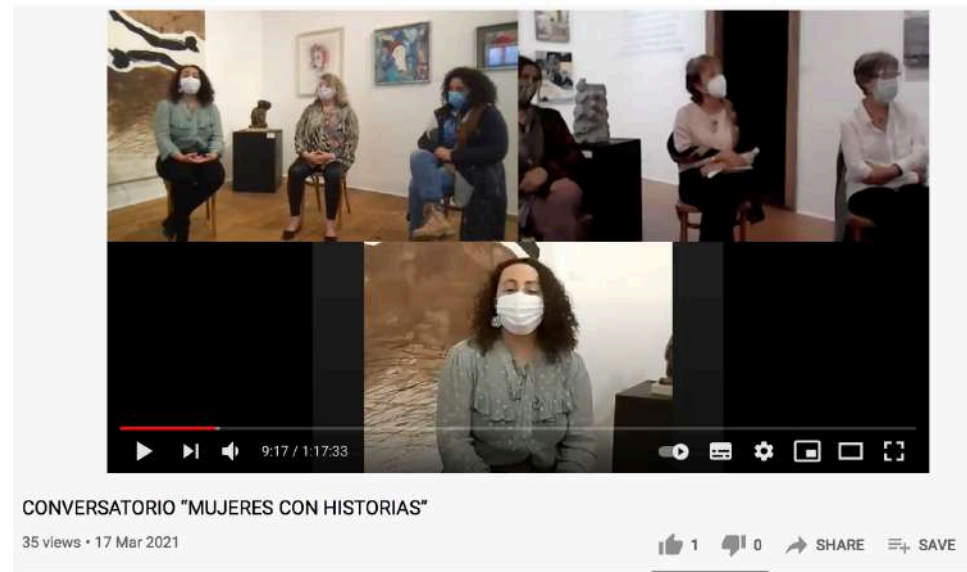 9:17 / 1:17:33
CONVERSATORIO “MUJERES CON HISTORIAS”
35 views • 17 Mar 2021
1 0 SHARE SAVE